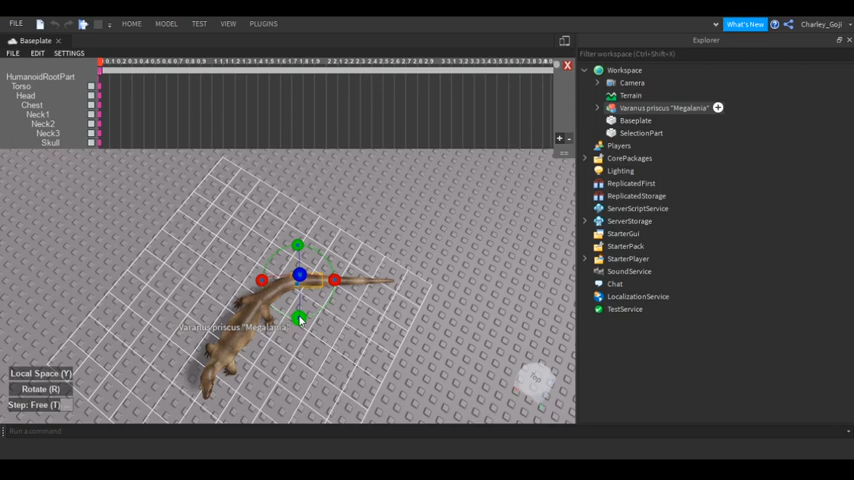 FILE HOME MODEL TEST VIEW PLUGINS What's New Charley_Goji
Baseplate Explorer
FILE EDIT SETTINGS Filter workspace (Ctrl+Shift+X)
HumanoidRootPart
Torso
Head
Chest
Neck1
Neck2
Neck3
Skull
Workspace
Camera
Terrain
Varanus priscus "Megalania"
Baseplate
SelectionPart
Players
CorePackages
Lighting
ReplicatedFirst
ReplicatedStorage
ServerScriptService
ServerStorage
StarterGui
StarterPack
StarterPlayer
SoundService
Chat
LocalizationService
TestService
Varanus priscus "Megalania"
Local Space (Y)
Rotate (R)
Step: Free (T)
Run a command